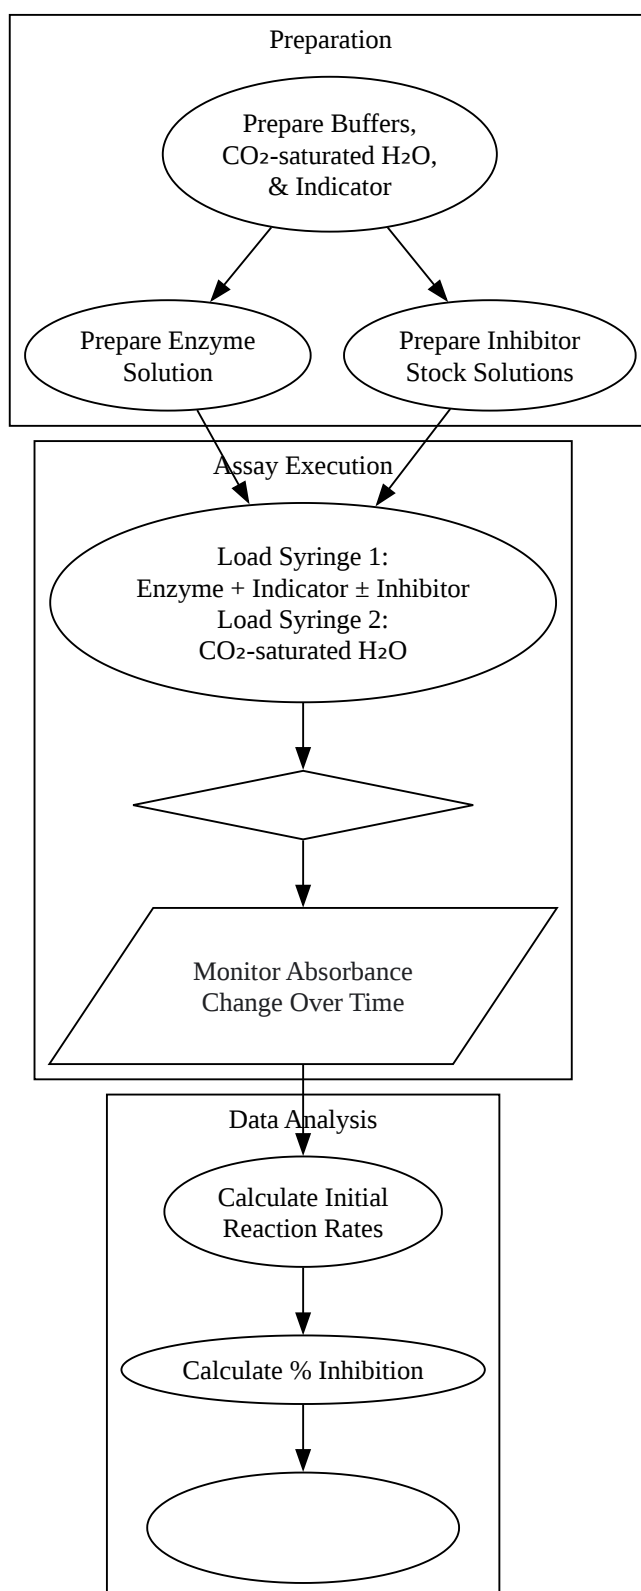 Preparation
Prepare Buffers,
CO₂-saturated H₂O,
& Indicator
Prepare Enzyme
Solution
Prepare Inhibitor
Stock Solutions
Assay Execution
Load Syringe 1:
Enzyme + Indicator ± Inhibitor
Load Syringe 2:
CO₂-saturated H₂O
Monitor Absorbance
Change Over Time
Data Analysis
Calculate Initial
Reaction Rates
Calculate % Inhibition